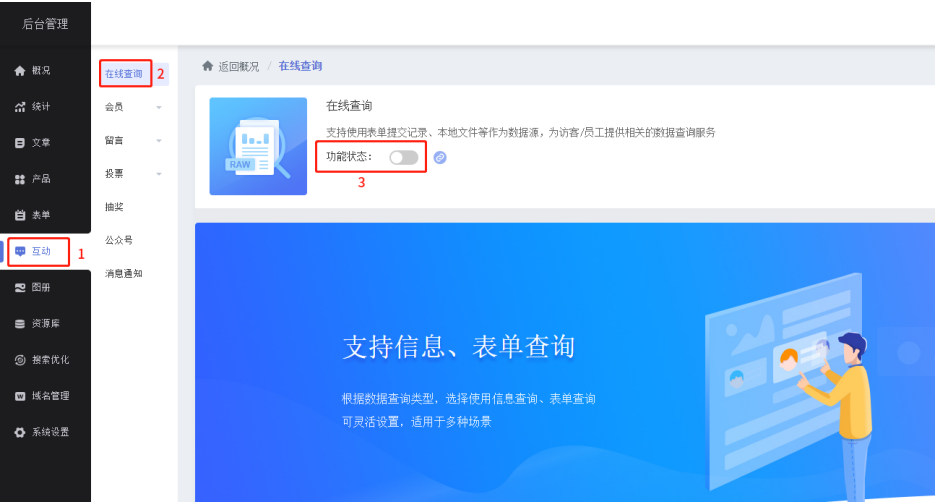 后台管理
概况
统计
文章
产品
表单
互动 1
图册
资源库
搜索优化
域名管理
系统设置
在线查询 2
会员
留言
投票
抽奖
公众号
消息通知
返回概况 / 在线查询
RAW
在线查询
支持使用表单提交记录、本地文件等作为数据源，为访客/员工提供相关的数据查询服务
功能状态：
3
支持信息、表单查询
根据数据查询类型，选择使用信息查询、表单查询
可灵活设置，适用于多种场景